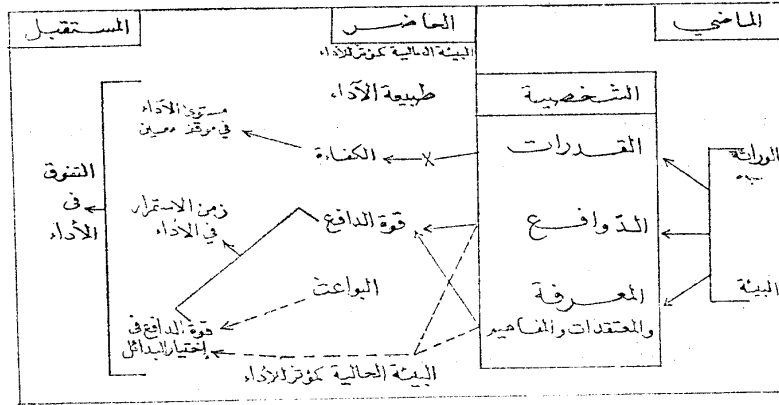 الماضي
الحاضر
المستقبل
البيئة الحالية كمؤثر للأداء
الشخصية
طبيعة الأداء
القدرات
الدوافع
المعرفة
والمعتقدات والمفاهيم
الوراثة
البيئة
الكفاءة
قوة الدافع
البواعث
البيئة الحالية كمؤثر للأداء
مستوى الأداء
في موقف معين
زمن الاستمرار
في الأداء
قوة الدافع في
إختيار البدائل
التفوق
فى
الأداء